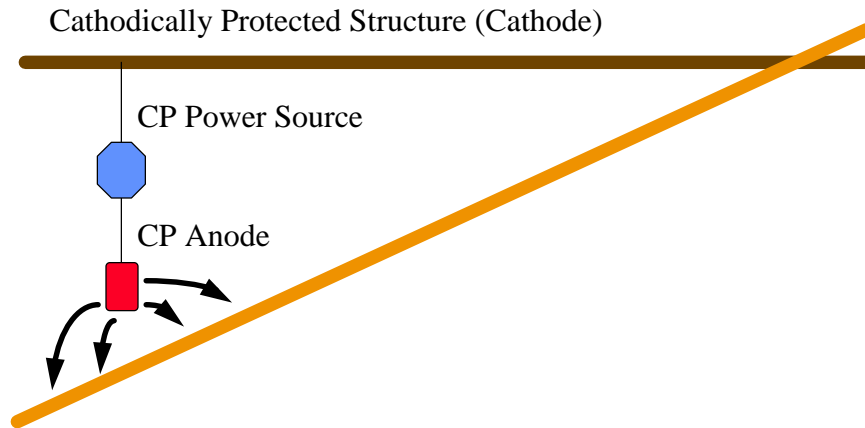 Cathodically Protected Structure (Cathode)
CP Power Source
CP Anode